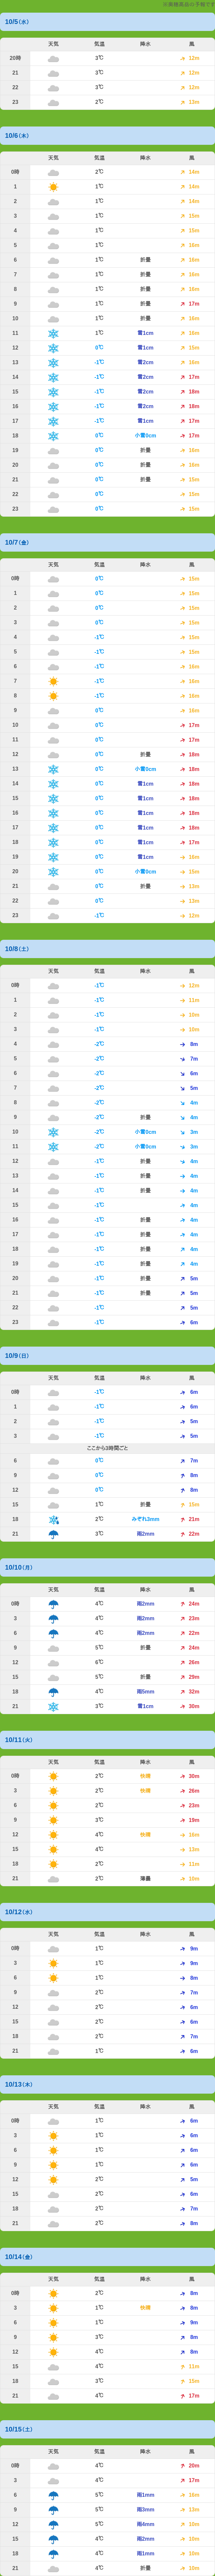 ※稜線風速の予報です
10/5（水）
天気 気温 降水 風
20時 3℃ 12m
21 3℃ 12m
22 3℃ 12m
23 2℃ 13m
10/6（木）
天気 気温 降水 風
0時 2℃ 14m
1 1℃ 14m
2 1℃ 14m
3 1℃ 15m
4 1℃ 15m
5 1℃ 16m
6 1℃ 折曇 16m
7 1℃ 折曇 16m
8 1℃ 折曇 16m
9 1℃ 折曇 17m
10 1℃ 折曇 16m
11 1℃ 雪1cm 16m
12 0℃ 雪1cm 15m
13 -1℃ 雪2cm 16m
14 -1℃ 雪2cm 17m
15 -1℃ 雪2cm 18m
16 -1℃ 雪2cm 18m
17 -1℃ 雪1cm 17m
18 0℃ 小雪0cm 17m
19 0℃ 折曇 16m
20 0℃ 折曇 16m
21 0℃ 折曇 15m
22 0℃ 15m
23 0℃ 15m
10/7（金）
天気 気温 降水 風
0時 0℃ 15m
1 0℃ 15m
2 0℃ 15m
3 0℃ 15m
4 -1℃ 15m
5 -1℃ 15m
6 -1℃ 16m
7 -1℃ 16m
8 -1℃ 16m
9 0℃ 16m
10 0℃ 17m
11 0℃ 17m
12 0℃ 折曇 18m
13 0℃ 小雪0cm 18m
14 0℃ 雪1cm 18m
15 0℃ 雪1cm 18m
16 0℃ 雪1cm 18m
17 0℃ 雪1cm 18m
18 0℃ 雪1cm 17m
19 0℃ 雪1cm 16m
20 0℃ 小雪0cm 15m
21 0℃ 折曇 13m
22 0℃ 13m
23 -1℃ 12m
10/8（土）
天気 気温 降水 風
0時 -1℃ 12m
1 -1℃ 11m
2 -1℃ 10m
3 -1℃ 10m
4 -2℃ 8m
5 -2℃ 7m
6 -2℃ 6m
7 -2℃ 5m
8 -2℃ 4m
9 -2℃ 折曇 4m
10 -2℃ 小雪0cm 3m
11 -2℃ 小雪0cm 3m
12 -1℃ 折曇 4m
13 -1℃ 折曇 4m
14 -1℃ 折曇 4m
15 -1℃ 4m
16 -1℃ 折曇 4m
17 -1℃ 折曇 4m
18 -1℃ 折曇 4m
19 -1℃ 折曇 4m
20 -1℃ 折曇 5m
21 -1℃ 折曇 5m
22 -1℃ 5m
23 -1℃ 6m
10/9（日）
天気 気温 降水 風
0時 -1℃ 6m
1 -1℃ 6m
2 -1℃ 5m
3 -1℃ 5m
ここから3時間ごと
6 0℃ 7m
9 0℃ 8m
12 0℃ 8m
15 1℃ 折曇 15m
18 2℃ みぞれ3mm 21m
21 3℃ 雨2mm 22m
10/10（月）
天気 気温 降水 風
0時 4℃ 雨2mm 24m
3 4℃ 雨2mm 23m
6 4℃ 雨2mm 22m
9 5℃ 折曇 24m
12 6℃ 26m
15 5℃ 折曇 29m
18 4℃ 雨5mm 32m
21 3℃ 雪1cm 30m
10/11（火）
天気 気温 降水 風
0時 2℃ 快晴 30m
3 2℃ 快晴 26m
6 2℃ 23m
9 3℃ 19m
12 4℃ 快晴 16m
15 4℃ 13m
18 2℃ 11m
21 2℃ 薄曇 10m
10/12（水）
天気 気温 降水 風
0時 1℃ 9m
3 1℃ 9m
6 1℃ 8m
9 2℃ 7m
12 2℃ 6m
15 2℃ 6m
18 2℃ 7m
21 1℃ 6m
10/13（木）
天気 気温 降水 風
0時 1℃ 6m
3 1℃ 6m
6 1℃ 6m
9 1℃ 6m
12 2℃ 5m
15 2℃ 6m
18 2℃ 7m
21 2℃ 8m
10/14（金）
天気 気温 降水 風
0時 2℃ 8m
3 1℃ 快晴 8m
6 1℃ 9m
9 3℃ 8m
12 4℃ 8m
15 4℃ 11m
18 3℃ 15m
21 4℃ 17m
10/15（土）
天気 気温 降水 風
0時 4℃ 20m
3 4℃ 17m
6 5℃ 雨1mm 16m
9 5℃ 雨3mm 13m
12 5℃ 雨4mm 10m
15 4℃ 雨2mm 10m
18 4℃ 雨1mm 10m
21 4℃ 折曇 10m